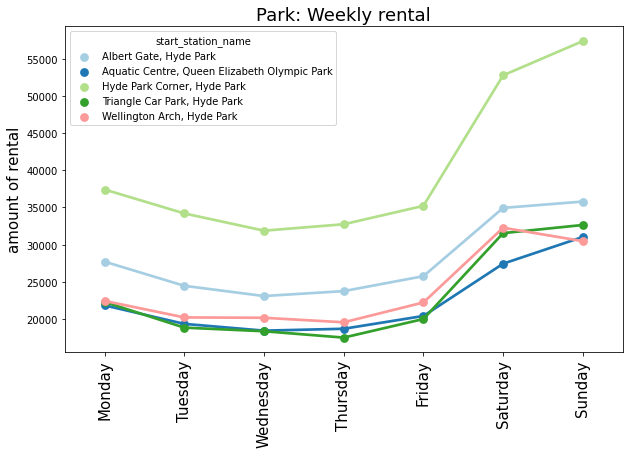 Park: Weekly rental
start_station_name
Albert Gate, Hyde Park
Aquatic Centre, Queen Elizabeth Olympic Park
Hyde Park Corner, Hyde Park
Triangle Car Park, Hyde Park
Wellington Arch, Hyde Park
amount of rental
55000
50000
45000
40000
35000
30000
25000
20000
Monday
Tuesday
Wednesday
Thursday
Friday
Saturday
Sunday